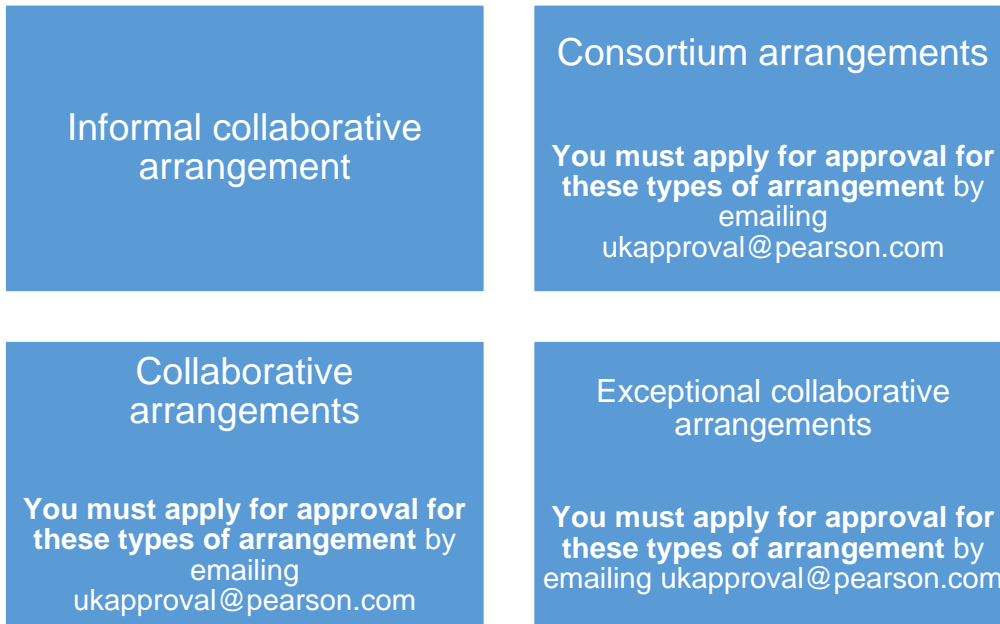 Informal collaborative
arrangement
Consortium arrangements
You must apply for approval for
these types of arrangement by
emailing
ukapproval@pearson.com
Collaborative
arrangements
You must apply for approval for
these types of arrangement by
emailing
ukapproval@pearson.com
Exceptional collaborative
arrangements
You must apply for approval for
these types of arrangement by
emailing ukapproval@pearson.com